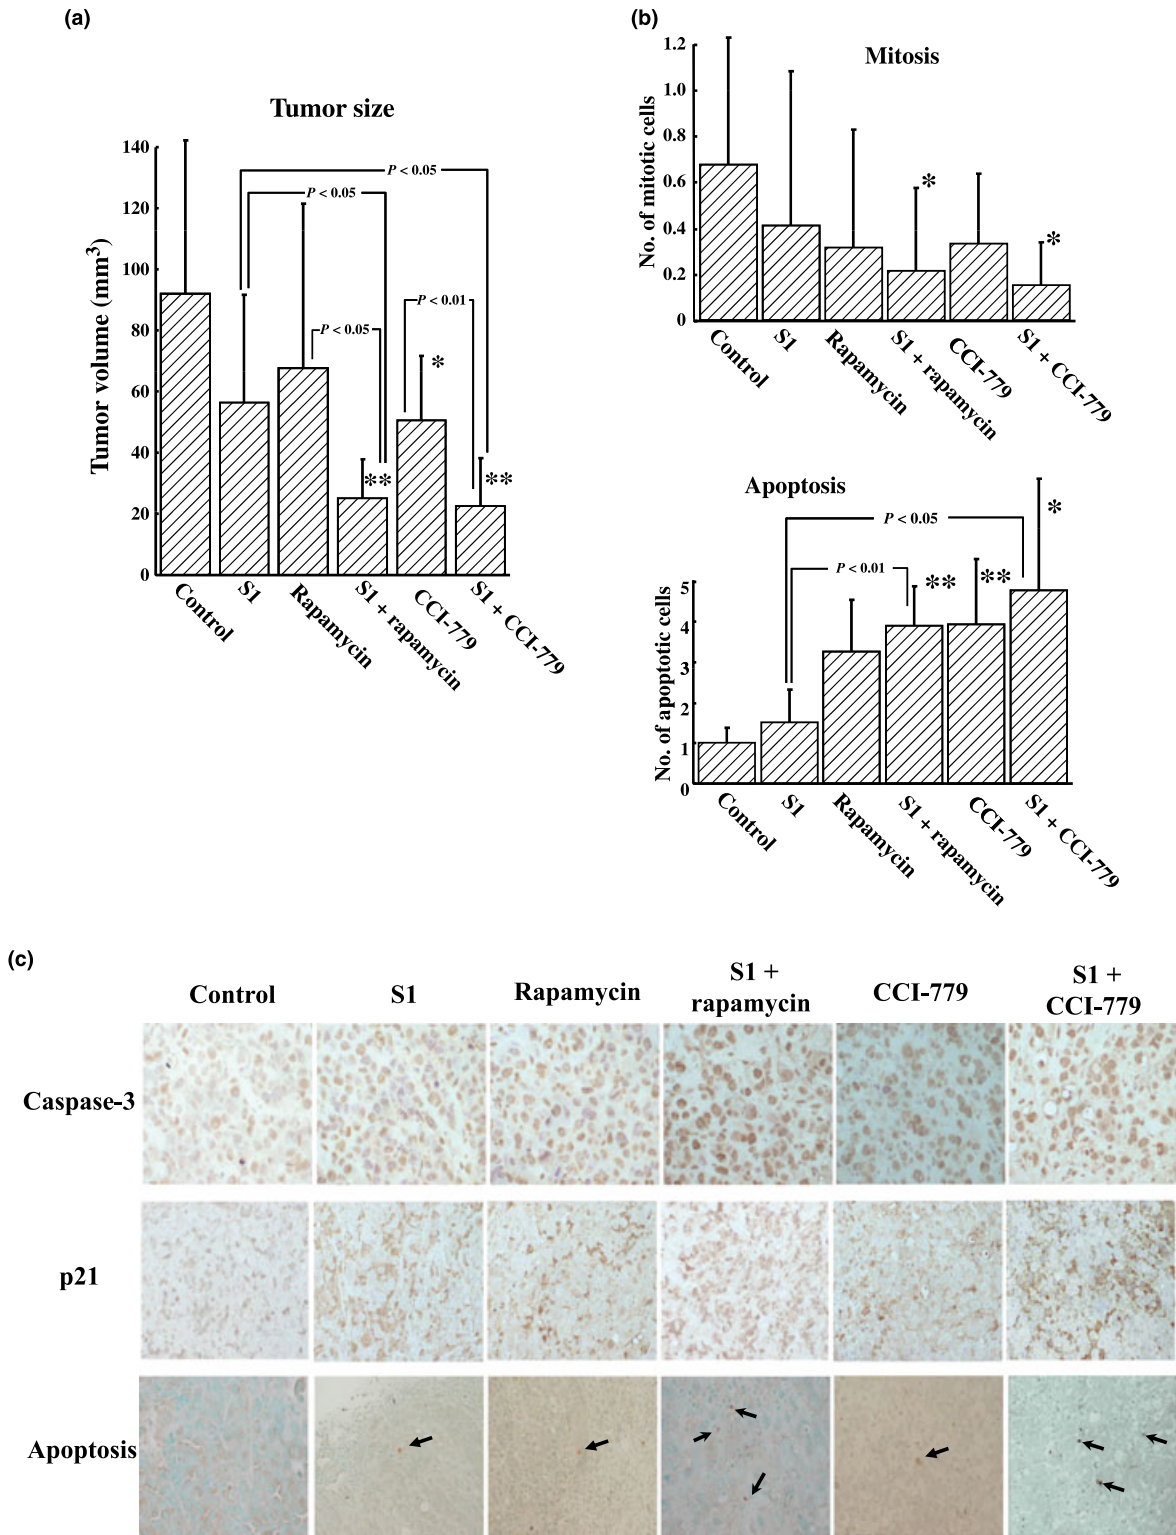 (a)
Tumor size
Tumor volume (mm³)
140
120
100
80
60
40
20
0
P < 0.05
P < 0.05
P < 0.05
P < 0.01
**
*
**
Control
S1
Rapamycin
S1 + rapamycin
CCI-779
S1 + CCI-779
(b)
Mitosis
No. of mitotic cells
1.2
1.0
0.8
0.6
0.4
0.2
0
*
*
Control
S1
Rapamycin
S1 + rapamycin
CCI-779
S1 + CCI-779
Apoptosis
No. of apoptotic cells
5
4
3
2
1
0
P < 0.05
P < 0.01
**
**
*
Control
S1
Rapamycin
S1 + rapamycin
CCI-779
S1 + CCI-779
(c)
Control
S1
Rapamycin
S1 +
rapamycin
CCI-779
S1 +
CCI-779
Caspase-3
p21
Apoptosis